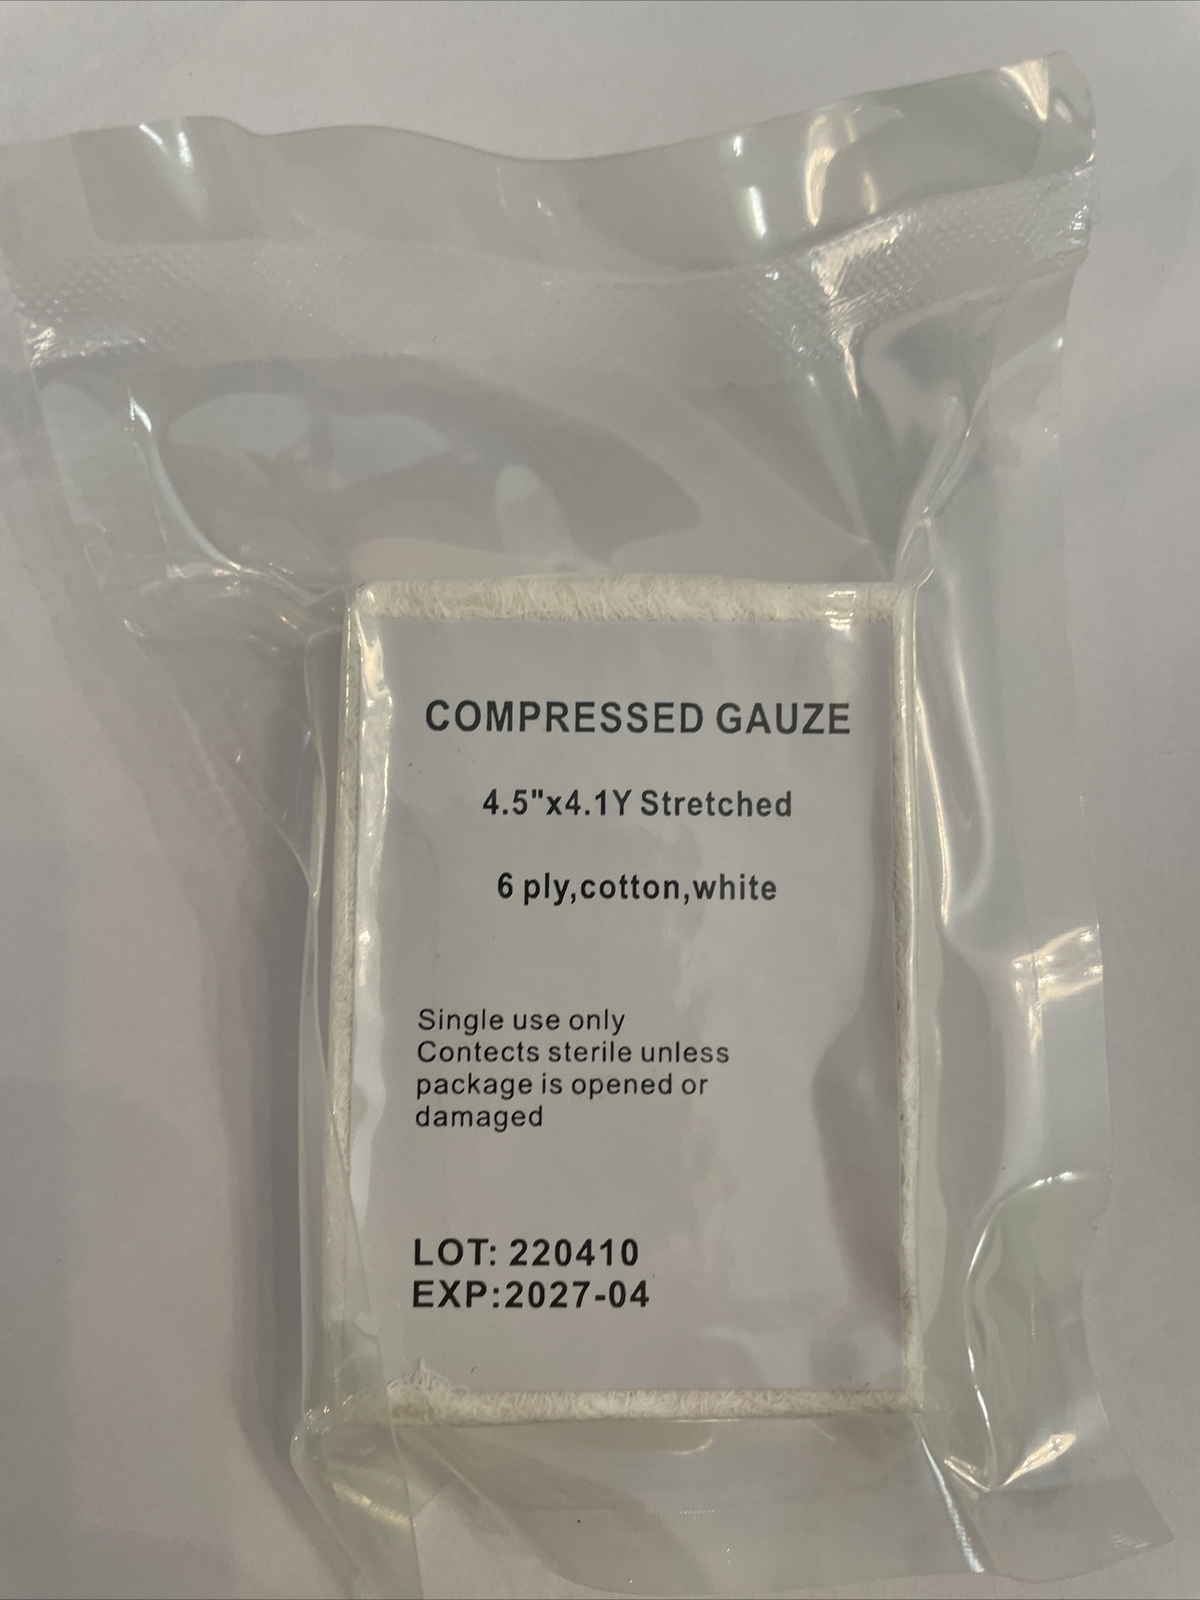 COMPRESSED GAUZE
4.5"x4.1Y Stretched
6 ply,cotton,white
Single use only
Contects sterile unless
package is opened or
damaged
LOT: 220410
EXP:2027-04